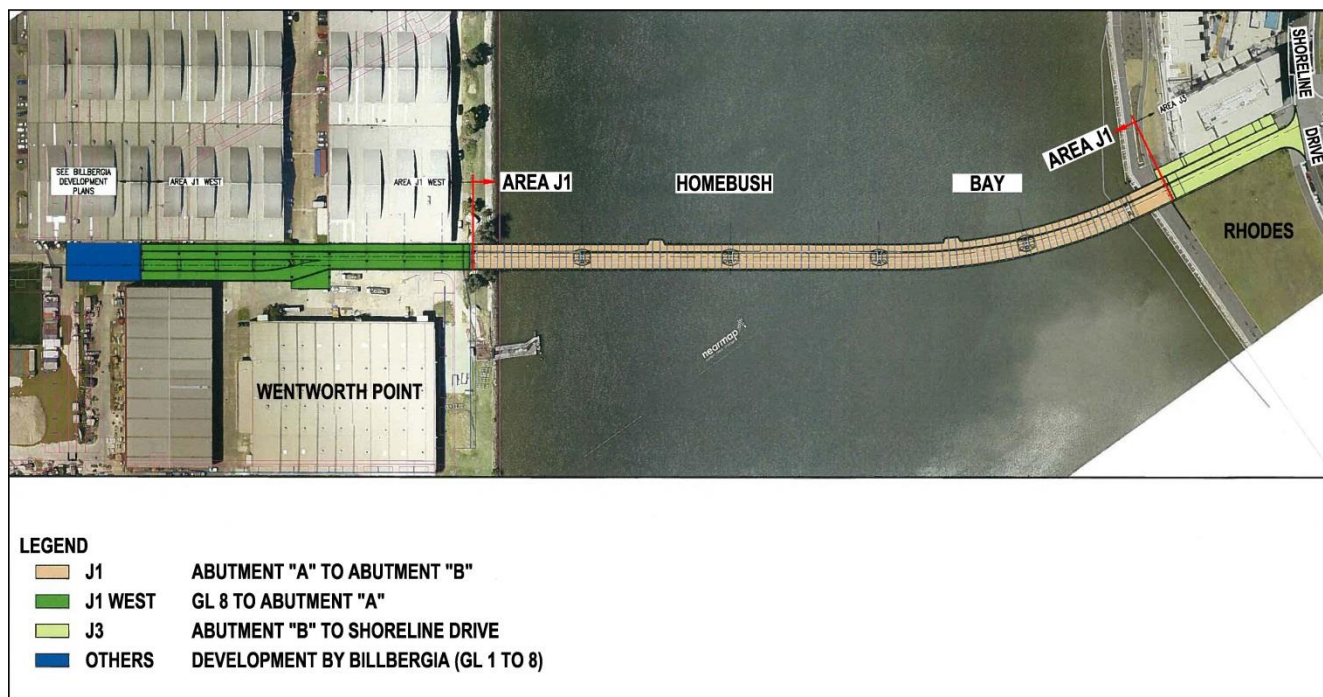 SEE BILLBERGIA
DEVELOPMENT
PLANS
AREA J1 WEST
AREA J1 WEST
AREA J1
HOMEBUSH
BAY
AREA J1
AREA J3
SHORELINE
DRIVE
RHODES
nearmap
WENTWORTH POINT
LEGEND
J1 ABUTMENT "A" TO ABUTMENT "B"
J1 WEST GL 8 TO ABUTMENT "A"
J3 ABUTMENT "B" TO SHORELINE DRIVE
OTHERS DEVELOPMENT BY BILLBERGIA (GL 1 TO 8)